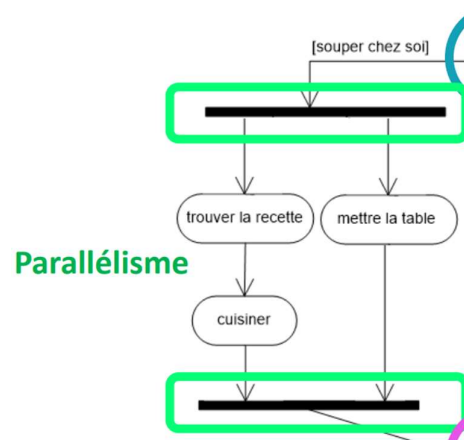 [souper chez soi]
trouver la recette
mettre la table
Parallélisme
cuisiner